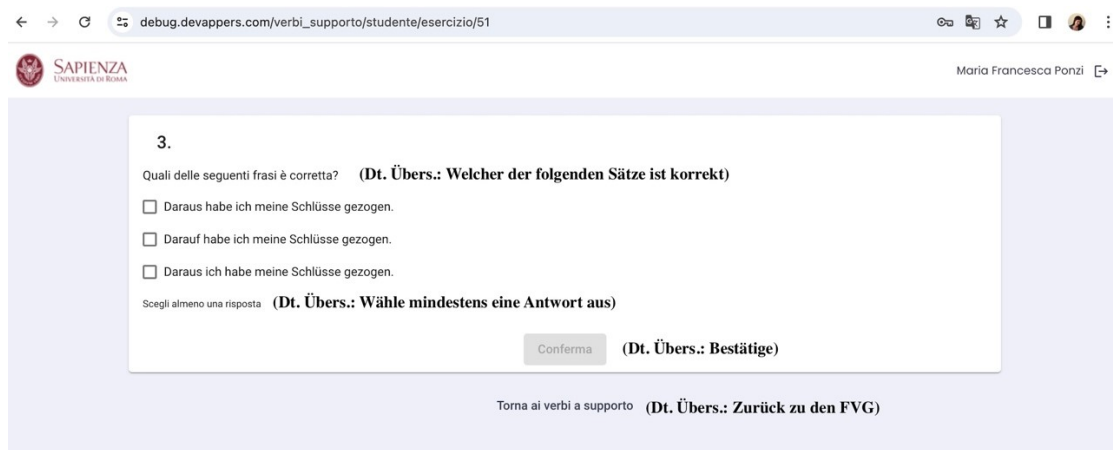 debug.devappers.com/verbi_supporto/studente/esercizio/51
SAPIENZA
UNIVERSITÀ DI ROMA
Maria Francesca Ponzi
3.
Quali delle seguenti frasi è corretta? (Dt. Übers.: Welcher der folgenden Sätze ist korrekt)
Daraus habe ich meine Schlüsse gezogen.
Darauf habe ich meine Schlüsse gezogen.
Daraus ich habe meine Schlüsse gezogen.
Scegli almeno una risposta (Dt. Übers.: Wähle mindestens eine Antwort aus)
Conferma (Dt. Übers.: Bestätige)
Torna ai verbi a supporto (Dt. Übers.: Zurück zu den FVG)